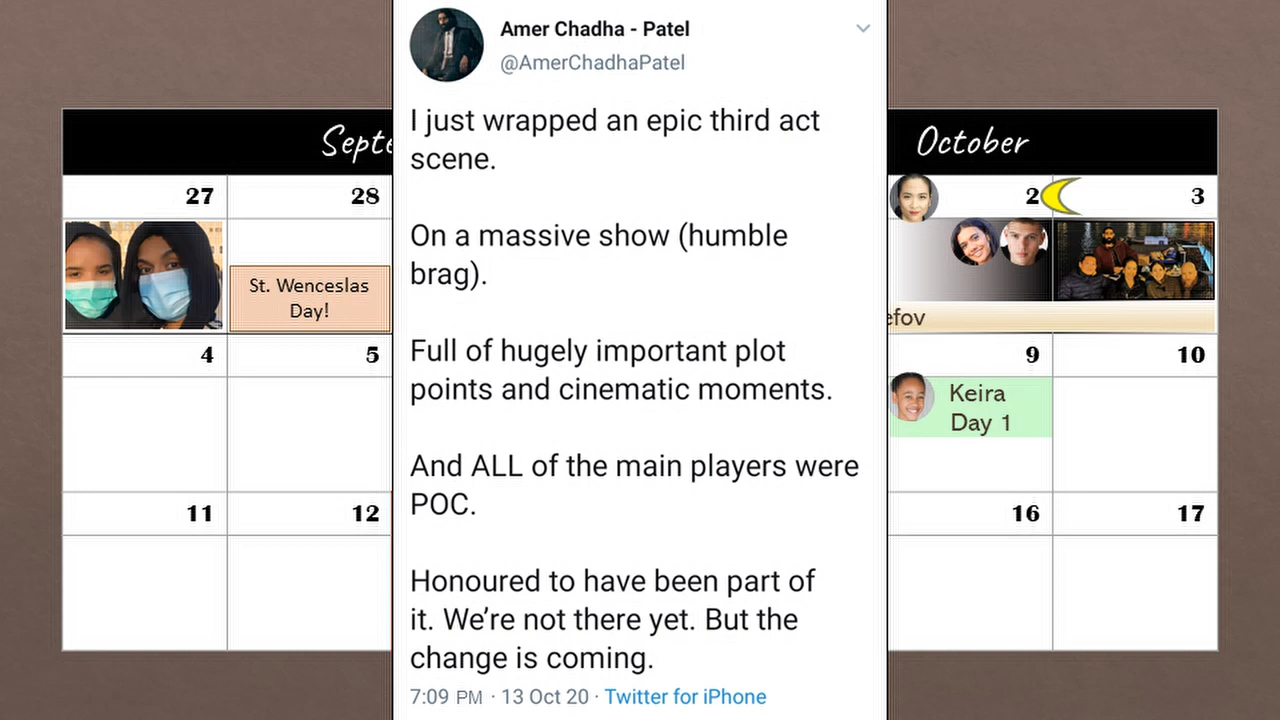 Amer Chadha - Patel
@AmerChadhaPatel
I just wrapped an epic third act
scene.
On a massive show (humble
brag).
Full of hugely important plot
points and cinematic moments.
And ALL of the main players were
POC.
Honoured to have been part of
it. We're not there yet. But the
change is coming.
7:09 PM · 13 Oct 20 · Twitter for iPhone
Septe
October
27
28
2
3
St. Wenceslas
Day!
efov
4
5
9
10
Keira
Day 1
11
12
16
17